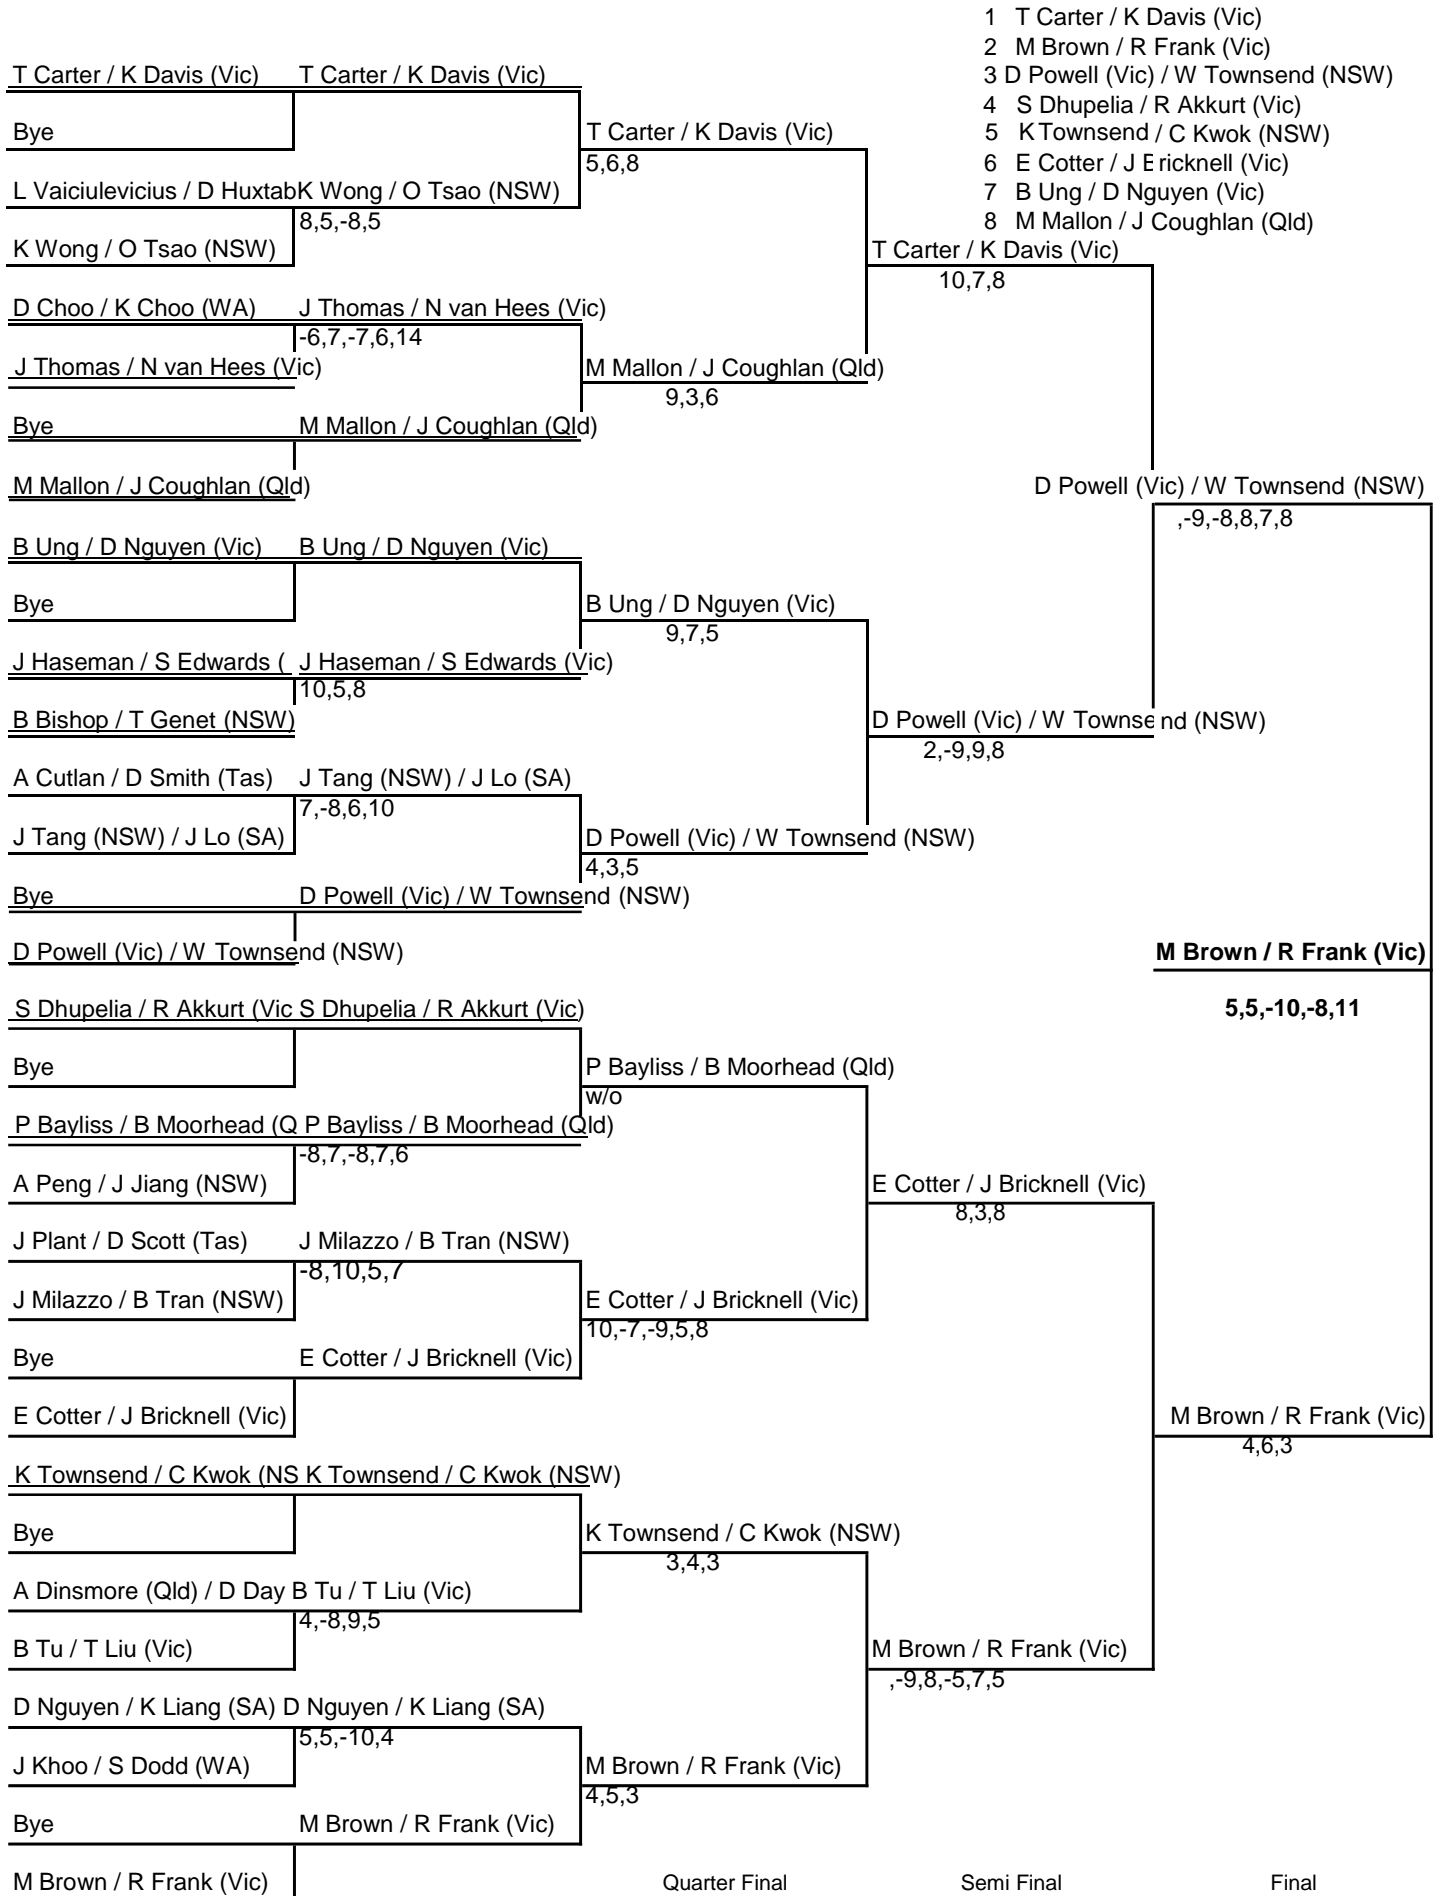 1 T Carter / K Davis (Vic)
2 M Brown / R Frank (Vic)
3 D Powell (Vic) / W Townsend (NSW)
4 S Dhupelia / R Akkurt (Vic)
5 K Townsend / C Kwok (NSW)
6 E Cotter / J Bricknell (Vic)
7 B Ung / D Nguyen (Vic)
8 M Mallon / J Coughlan (Qld)
T Carter / K Davis (Vic) T Carter / K Davis (Vic)
Bye T Carter / K Davis (Vic)
5,6,8
L Vaiciulevicius / D Huxtab K Wong / O Tsao (NSW)
8,5,-8,5
K Wong / O Tsao (NSW) T Carter / K Davis (Vic)
10,7,8
D Choo / K Choo (WA) J Thomas / N van Hees (Vic)
-6,7,-7,6,14
J Thomas / N van Hees (Vic) M Mallon / J Coughlan (Qld)
9,3,6
Bye M Mallon / J Coughlan (Qld)
M Mallon / J Coughlan (Qld) D Powell (Vic) / W Townsend (NSW)
,-9,-8,8,7,8
B Ung / D Nguyen (Vic) B Ung / D Nguyen (Vic)
Bye B Ung / D Nguyen (Vic)
9,7,5
J Haseman / S Edwards ( J Haseman / S Edwards (Vic)
10,5,8
B Bishop / T Genet (NSW) D Powell (Vic) / W Townsend (NSW)
2,-9,9,8
A Cutlan / D Smith (Tas) J Tang (NSW) / J Lo (SA)
7,-8,6,10
J Tang (NSW) / J Lo (SA) D Powell (Vic) / W Townsend (NSW)
4,3,5
Bye D Powell (Vic) / W Townsend (NSW)
D Powell (Vic) / W Townsend (NSW) M Brown / R Frank (Vic)
S Dhupelia / R Akkurt (Vic S Dhupelia / R Akkurt (Vic) 5,5,-10,-8,11
Bye P Bayliss / B Moorhead (Qld)
w/o
P Bayliss / B Moorhead (Q P Bayliss / B Moorhead (Qld)
-8,7,-8,7,6
A Peng / J Jiang (NSW) E Cotter / J Bricknell (Vic)
8,3,8
J Plant / D Scott (Tas) J Milazzo / B Tran (NSW)
-8,10,5,7
J Milazzo / B Tran (NSW) E Cotter / J Bricknell (Vic)
10,-7,-9,5,8
Bye E Cotter / J Bricknell (Vic)
E Cotter / J Bricknell (Vic) M Brown / R Frank (Vic)
4,6,3
K Townsend / C Kwok (NS K Townsend / C Kwok (NSW)
Bye K Townsend / C Kwok (NSW)
3,4,3
A Dinsmore (Qld) / D Day B Tu / T Liu (Vic)
4,-8,9,5
B Tu / T Liu (Vic) M Brown / R Frank (Vic)
,-9,8,-5,7,5
D Nguyen / K Liang (SA) D Nguyen / K Liang (SA)
5,5,-10,4
J Khoo / S Dodd (WA) M Brown / R Frank (Vic)
4,5,3
Bye M Brown / R Frank (Vic)
M Brown / R Frank (Vic) Quarter Final Semi Final Final